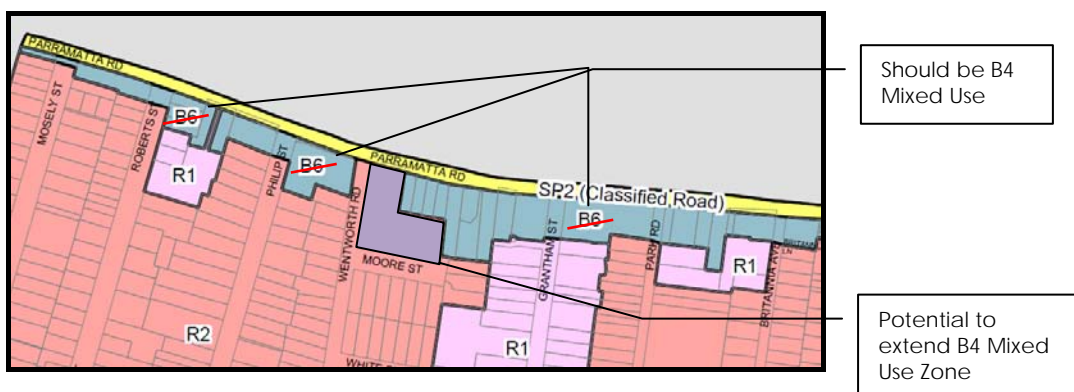 PARRAMATTA RD
MOSELY ST
ROBERTS ST
B6
R1
PHILIP ST
B6
WENTWORTH RD
PARRAMATTA RD
SP2 (Classified Road)
B6
MOORE ST
GRANTHAM ST
PARK RD
R1
BRITANNIA AVE
LN
R2
R1
Should be B4
Mixed Use
Potential to
extend B4 Mixed
Use Zone